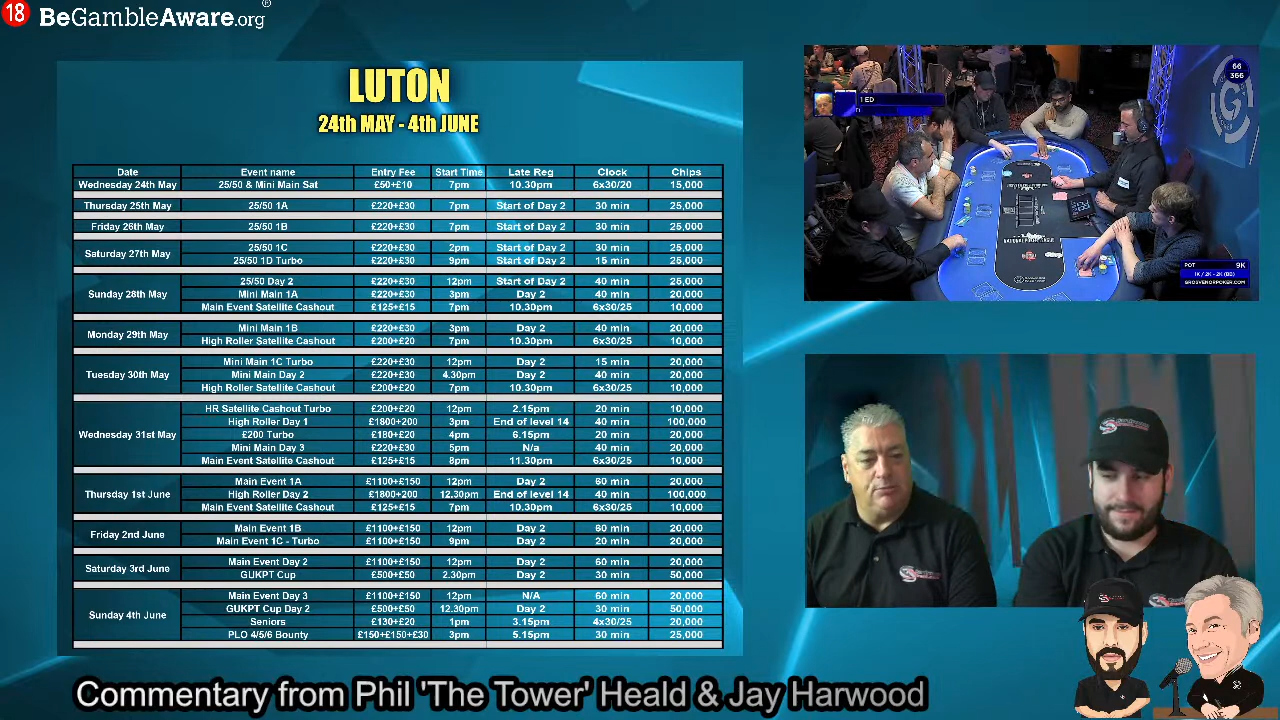 18 BeGambleAware.org®
LUTON
24th MAY - 4th JUNE
Date Event name Entry Fee Start Time Late Reg Clock Chips
Wednesday 24th May 25/50 & Mini Main Sat £50+£10 7pm 10.30pm 6x30/20 15,000
Thursday 25th May 25/50 1A £220+£30 7pm Start of Day 2 30 min 25,000
Friday 26th May 25/50 1B £220+£30 7pm Start of Day 2 30 min 25,000
Saturday 27th May 25/50 1C £220+£30 2pm Start of Day 2 30 min 25,000
25/50 1D Turbo £220+£30 9pm Start of Day 2 15 min 25,000
Sunday 28th May 25/50 Day 2 £220+£30 12pm Start of Day 2 40 min 25,000
Mini Main 1A £220+£30 3pm Day 2 40 min 20,000
Main Event Satellite Cashout £125+£15 7pm 10.30pm 6x30/25 10,000
Monday 29th May Mini Main 1B £220+£30 3pm Day 2 40 min 20,000
High Roller Satellite Cashout £200+£20 7pm 10.30pm 6x30/25 10,000
Tuesday 30th May Mini Main 1C Turbo £220+£30 12pm Day 2 15 min 20,000
Mini Main Day 2 £220+£30 4.30pm Day 2 40 min 20,000
High Roller Satellite Cashout £200+£20 7pm 10.30pm 6x30/25 10,000
Wednesday 31st May HR Satellite Cashout Turbo £200+£20 12pm 2.15pm 20 min 10,000
High Roller Day 1 £1800+200 3pm End of level 14 40 min 100,000
£200 Turbo £180+£20 4pm 6.15pm 20 min 20,000
Mini Main Day 3 £220+£30 5pm N/a 40 min 20,000
Main Event Satellite Cashout £125+£15 8pm 11.30pm 6x30/25 10,000
Thursday 1st June Main Event 1A £1100+£150 12pm Day 2 60 min 20,000
High Roller Day 2 £1800+200 12.30pm End of level 14 40 min 100,000
Main Event Satellite Cashout £125+£15 7pm 10.30pm 6x30/25 10,000
Friday 2nd June Main Event 1B £1100+£150 12pm Day 2 60 min 20,000
Main Event 1C - Turbo £1100+£150 9pm Day 2 20 min 20,000
Saturday 3rd June Main Event Day 2 £1100+£150 12pm Day 2 60 min 20,000
GUKPT Cup £500+£50 2.30pm Day 2 30 min 50,000
Sunday 4th June Main Event Day 3 £1100+£150 12pm N/A 60 min 20,000
GUKPT Cup Day 2 £500+£50 12.30pm Day 2 30 min 50,000
Seniors £130+£20 1pm 3.15pm 4x30/25 20,000
PLO 4/5/6 Bounty £150+£150+£30 3pm 5.15pm 30 min 25,000
66
366
1 ED
POT 9K
1K / 2K - 2K (BB)
GROSVENORPOKER.COM
Commentary from Phil 'The Tower' Heald & Jay Harwood